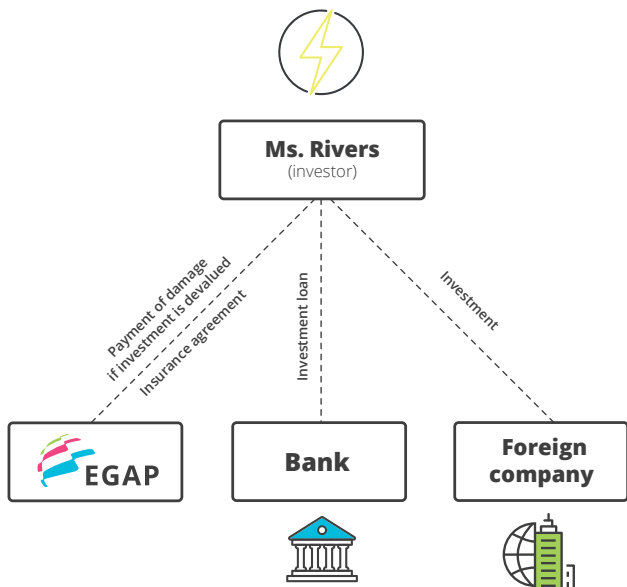 Ms. Rivers
(investor)
Payment of damage
if investment is devalued
Insurance agreement
Investment loan
Investment
EGAP
Bank
Foreign
company